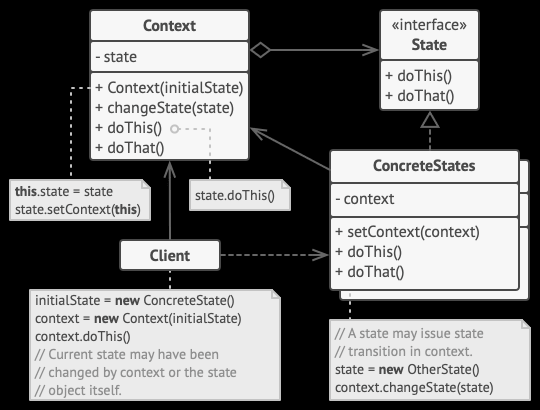 Context
- state
+ Context(initialState)
+ changeState(state)
+ doThis()
+ doThat()
«interface»
State
+ doThis()
+ doThat()
this.state = state
state.setContext(this)
state.doThis()
ConcreteStates
- context
+ setContext(context)
+ doThis()
+ doThat()
Client
initialState = new ConcreteState()
context = new Context(initialState)
context.doThis()
// Current state may have been
// changed by context or the state
// object itself.
// A state may issue state
// transition in context.
state = new OtherState()
context.changeState(state)